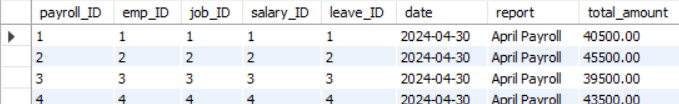 payroll_ID emp_ID job_ID salary_ID leave_ID date report total_amount
1 1 1 1 1 2024-04-30 April Payroll 40500.00
2 2 2 2 2 2024-04-30 April Payroll 45500.00
3 3 3 3 3 2024-04-30 April Payroll 39500.00
4 4 4 4 4 2024-04-30 April Payroll 43500.00